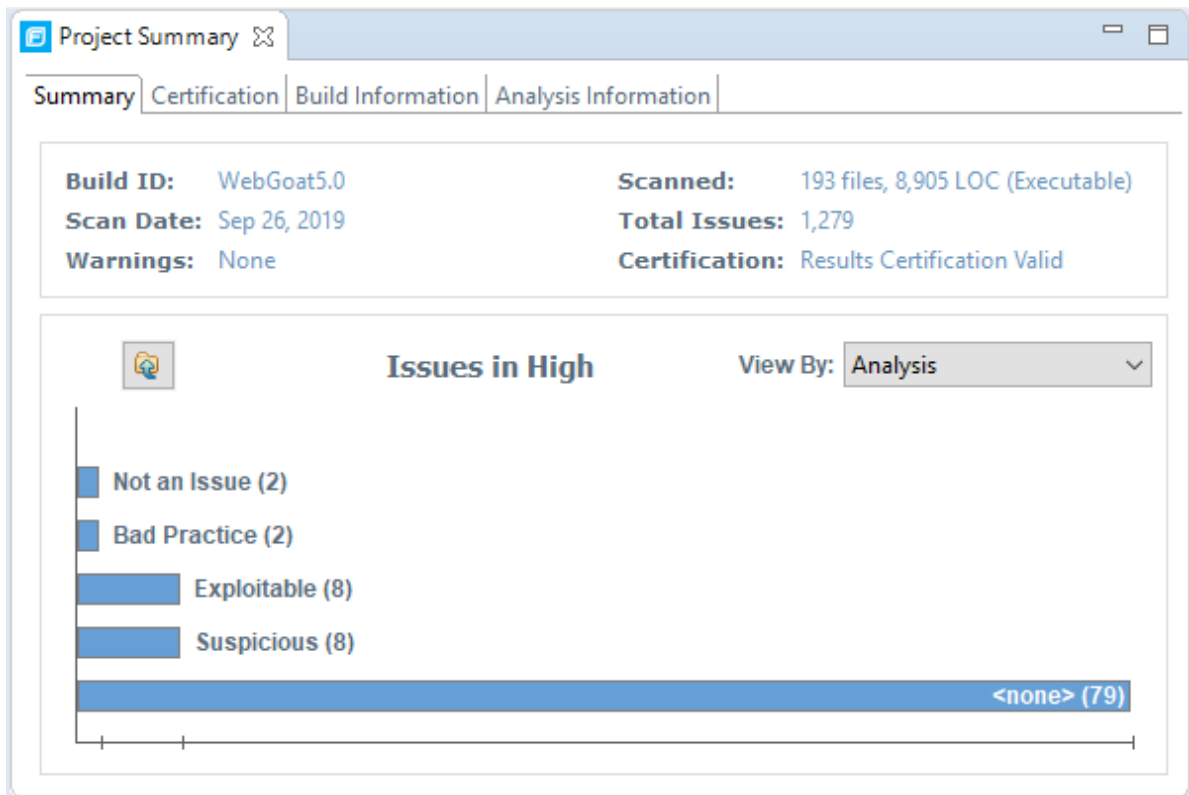 Project Summary
Summary Certification Build Information Analysis Information
Build ID: WebGoat5.0 Scanned: 193 files, 8,905 LOC (Executable)
Scan Date: Sep 26, 2019 Total Issues: 1,279
Warnings: None Certification: Results Certification Valid
Issues in High View By: Analysis
Not an Issue (2)
Bad Practice (2)
Exploitable (8)
Suspicious (8)
<none> (79)